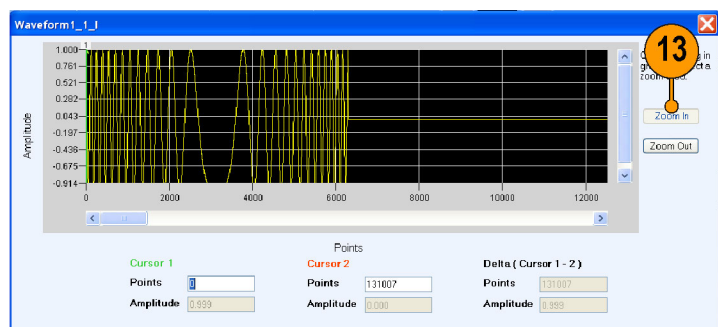 Waveform1_1_I
1
1.000
0.761
0.521
0.282
0.043
-0.197
-0.436
-0.675
-0.914
Amplitude
0 2000 4000 6000 8000 10000 12000
Points
13
in
a
Zoom In
Zoom Out
Cursor 1
Points 0
Amplitude 0.999
Cursor 2
Points 131007
Amplitude 0.000
Delta ( Cursor 1 - 2 )
Points 131007
Amplitude 0.999